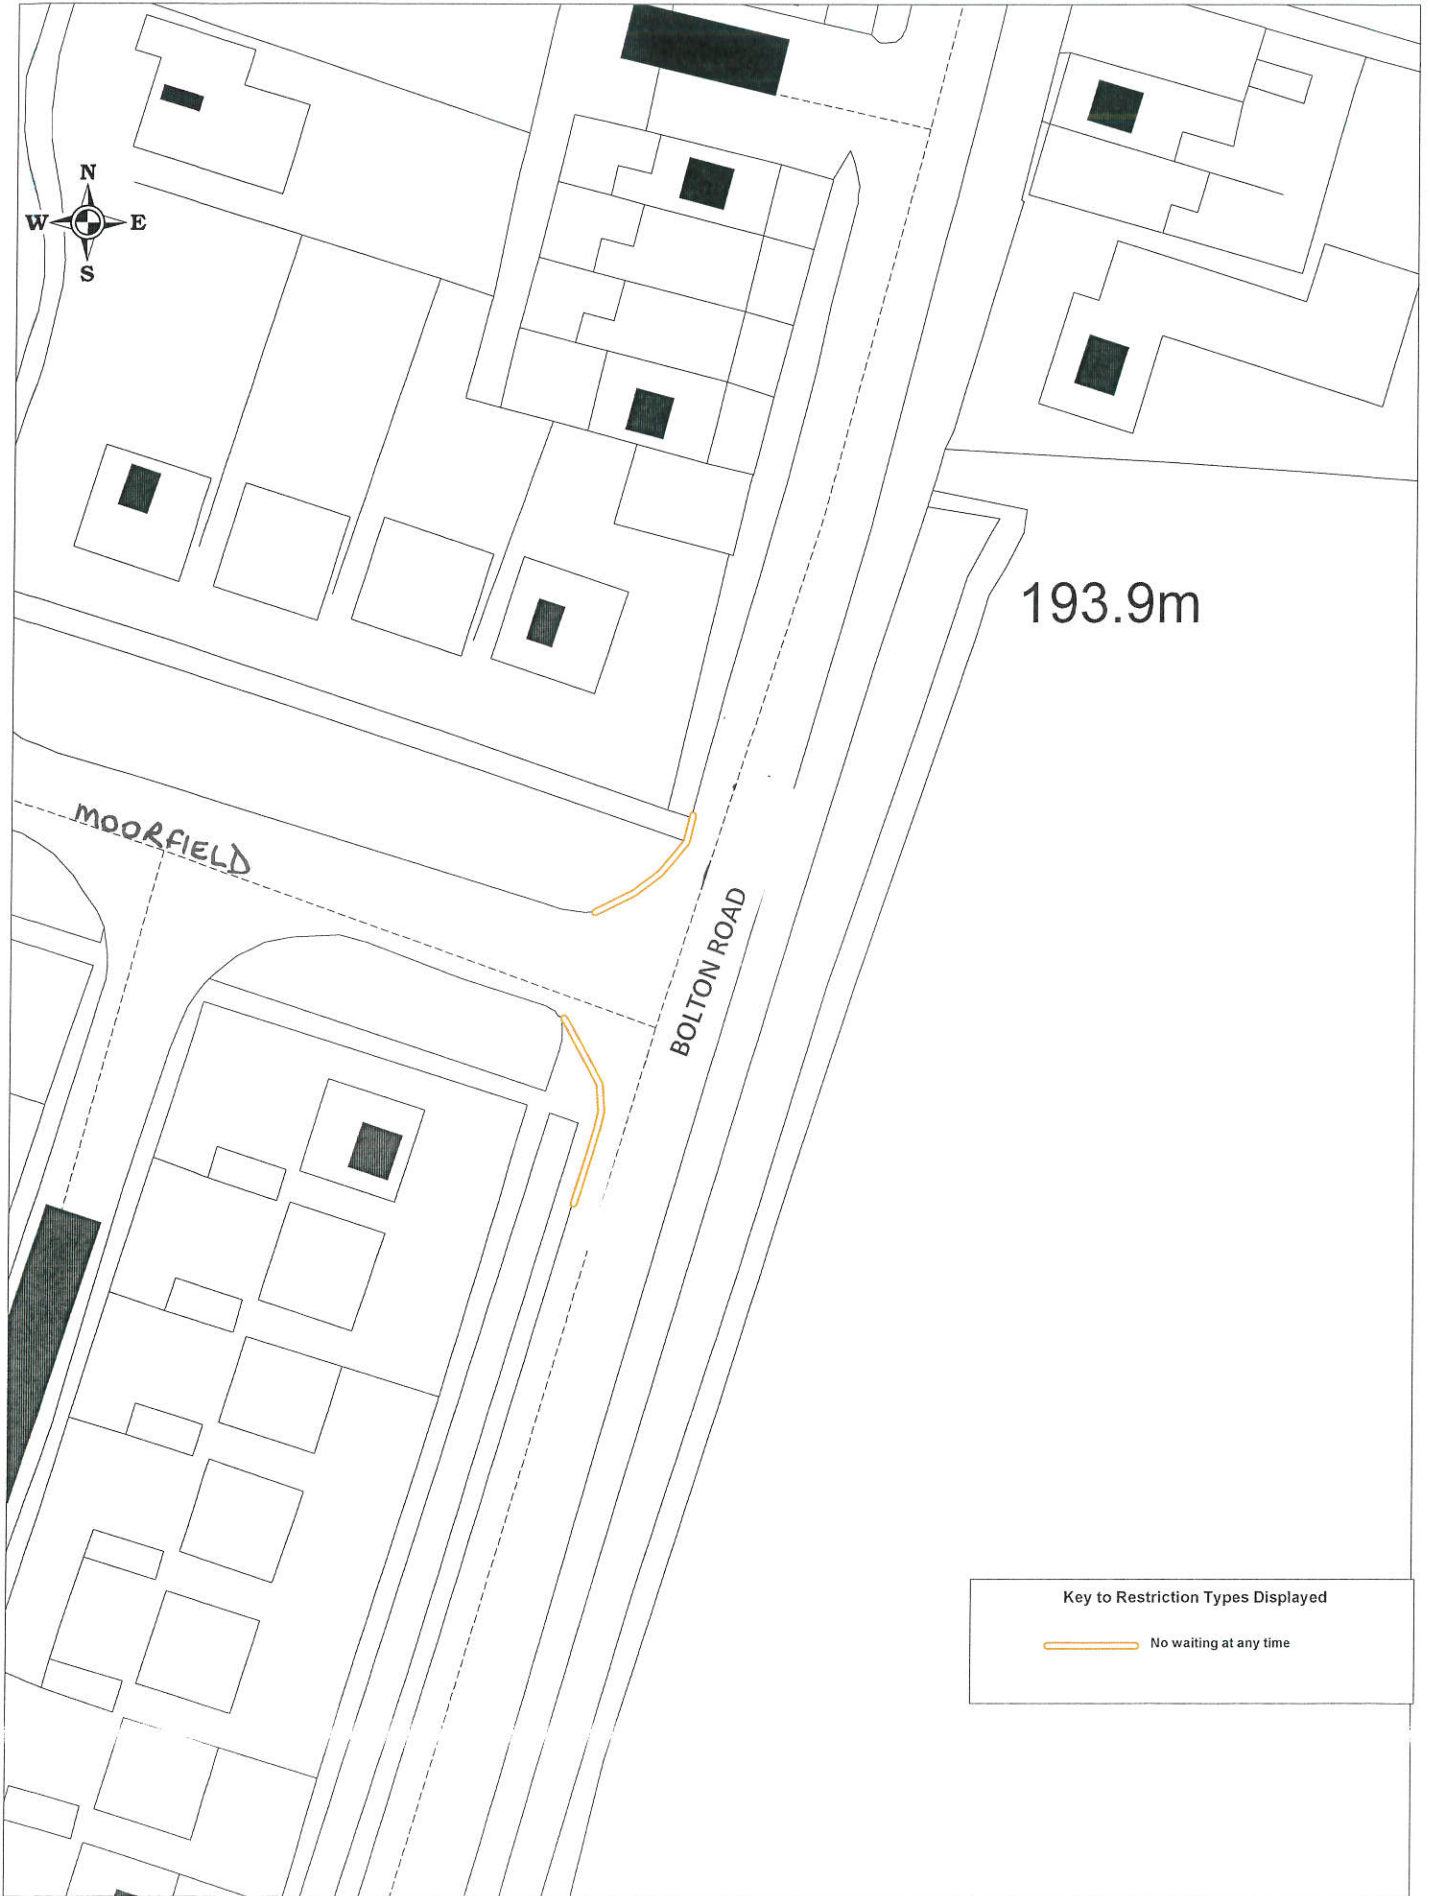 N
W E
S
193.9m
MOORFIELD
BOLTON ROAD
Key to Restriction Types Displayed
No waiting at any time